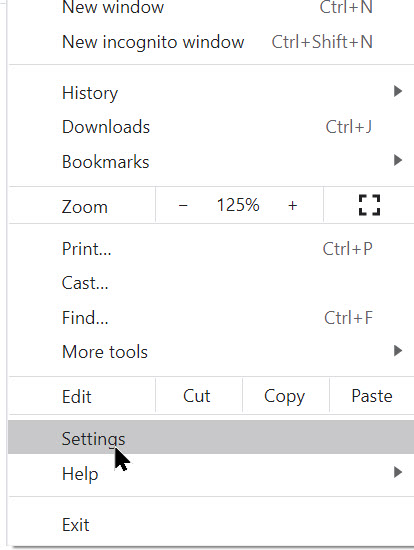 New window Ctrl+N
New incognito window Ctrl+Shift+N
History
Downloads Ctrl+J
Bookmarks
Zoom − 125% +
Print... Ctrl+P
Cast...
Find... Ctrl+F
More tools
Edit Cut Copy Paste
Settings
Help
Exit